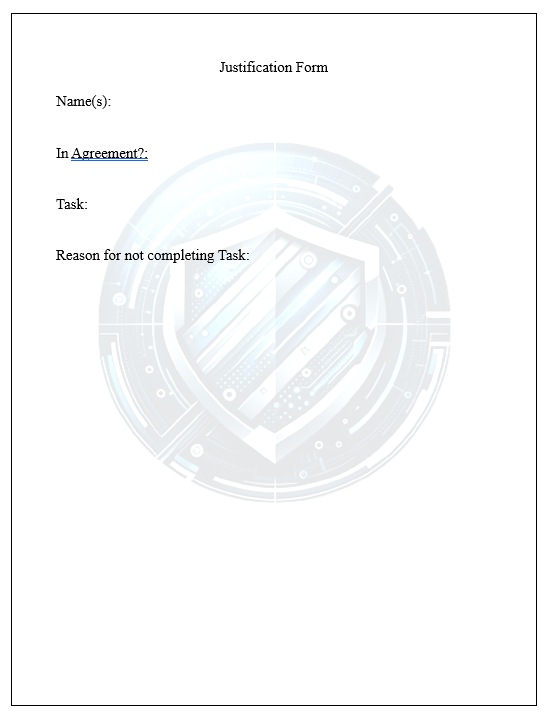 Justification Form
Name(s):
In Agreement?:
Task:
Reason for not completing Task: